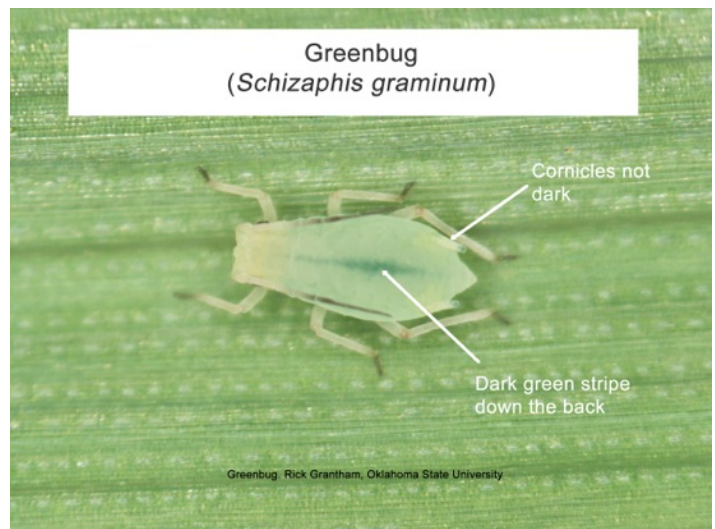 Greenbug
(Schizaphis graminum)
Cornicles not
dark
Dark green stripe
down the back
Greenbug. Rick Grantham, Oklahoma State University